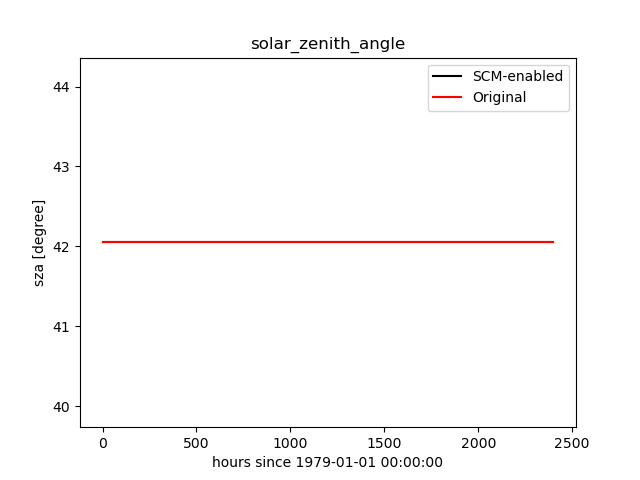 solar_zenith_angle
SCM-enabled
Original
44
43
42
41
40
sza [degree]
0 500 1000 1500 2000 2500
hours since 1979-01-01 00:00:00